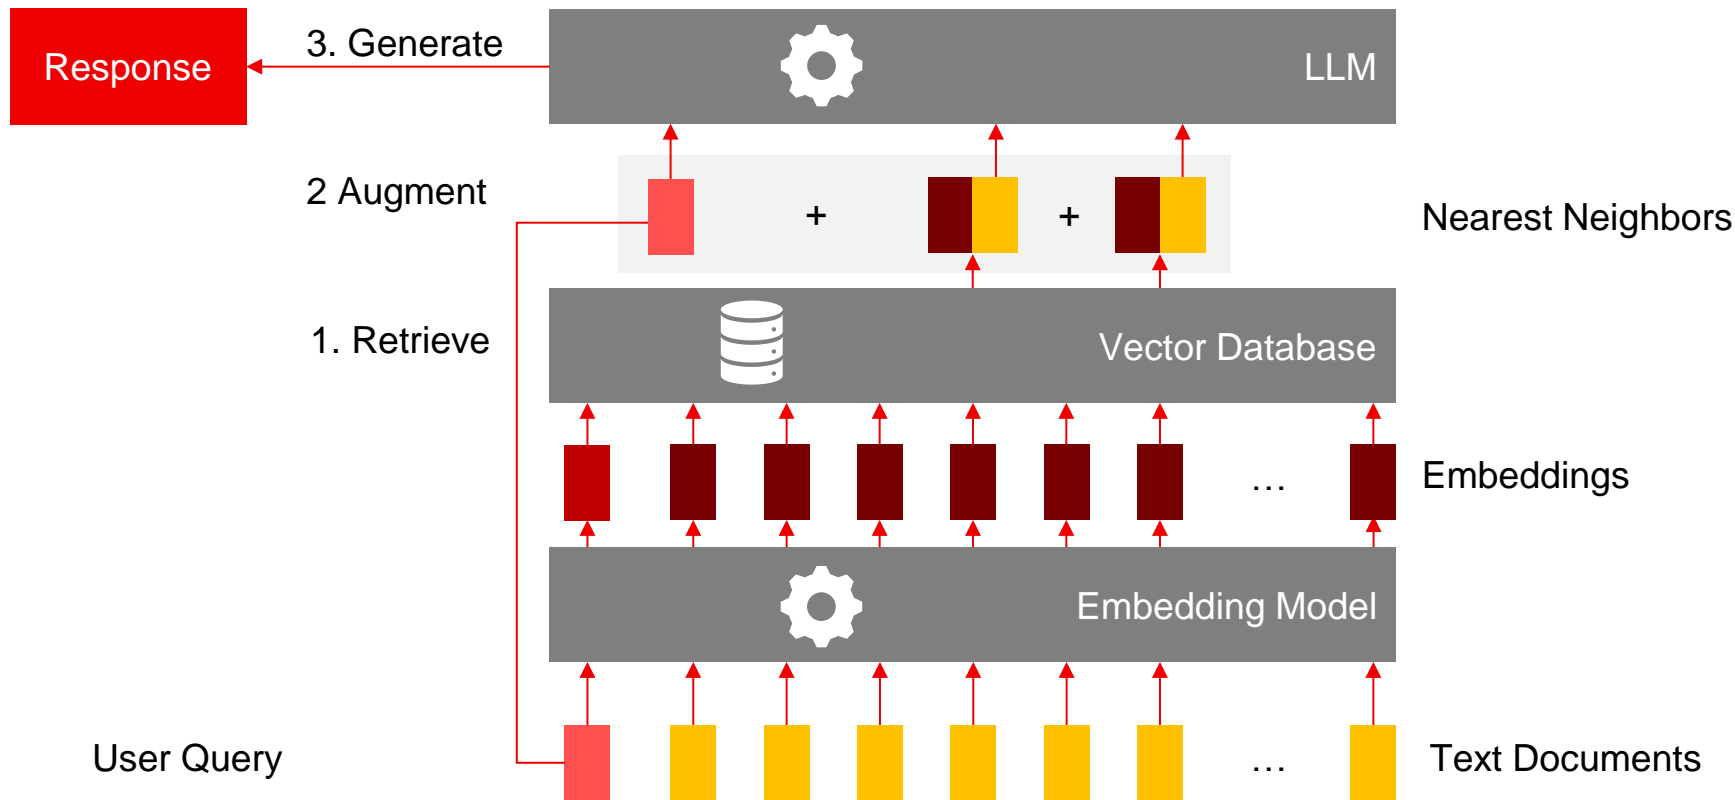 Response
3. Generate
LLM
2 Augment
+
+
Nearest Neighbors
1. Retrieve
Vector Database
...
Embeddings
Embedding Model
User Query
...
Text Documents